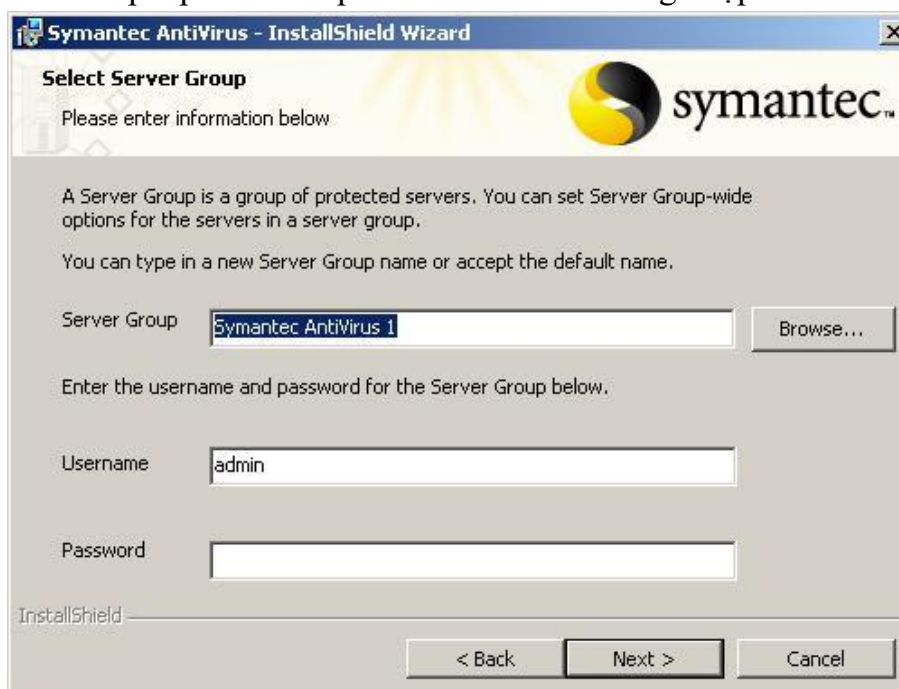 Symantec AntiVirus - InstallShield Wizard
Select Server Group
Please enter information below
symantec.
A Server Group is a group of protected servers. You can set Server Group-wide
options for the servers in a server group.
You can type in a new Server Group name or accept the default name.
Server Group Symantec AntiVirus 1 Browse...
Enter the username and password for the Server Group below.
Username admin
Password
InstallShield
< Back Next > Cancel